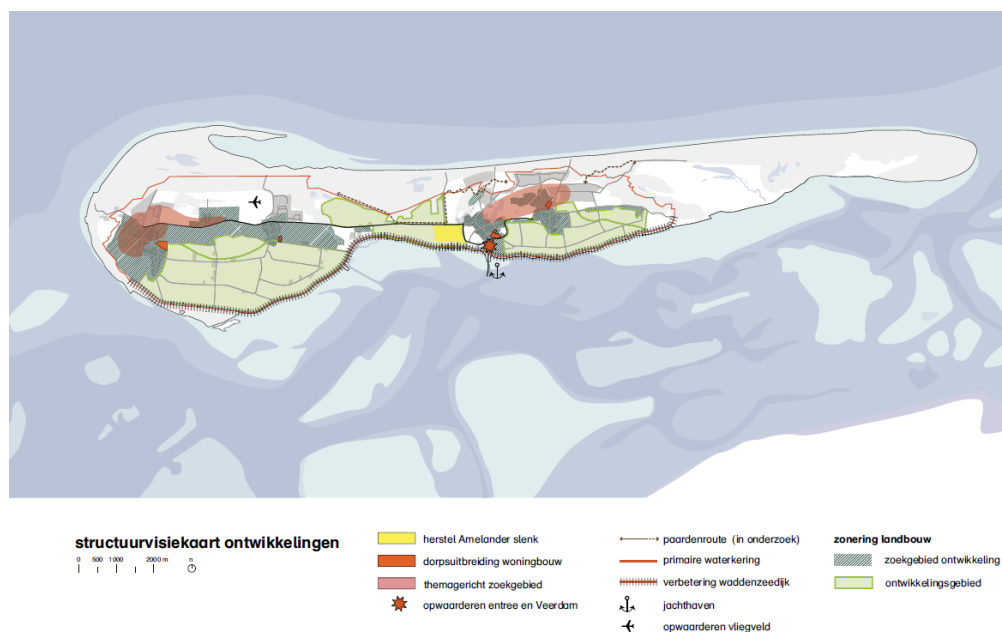 structuurvisiekaart ontwikkelingen
0 500 1000 2000 m n
herstel Amelander slenk
dorpsuitbreiding woningbouw
themagericht zoekgebied
opwaarderen entree en Veerdam
paardenroute (in onderzoek)
primaire waterkering
verbetering waddenzeedijk
jachthaven
opwaarderen vliegveld
zonering landbouw
zoekgebied ontwikkeling
ontwikkelingsgebied